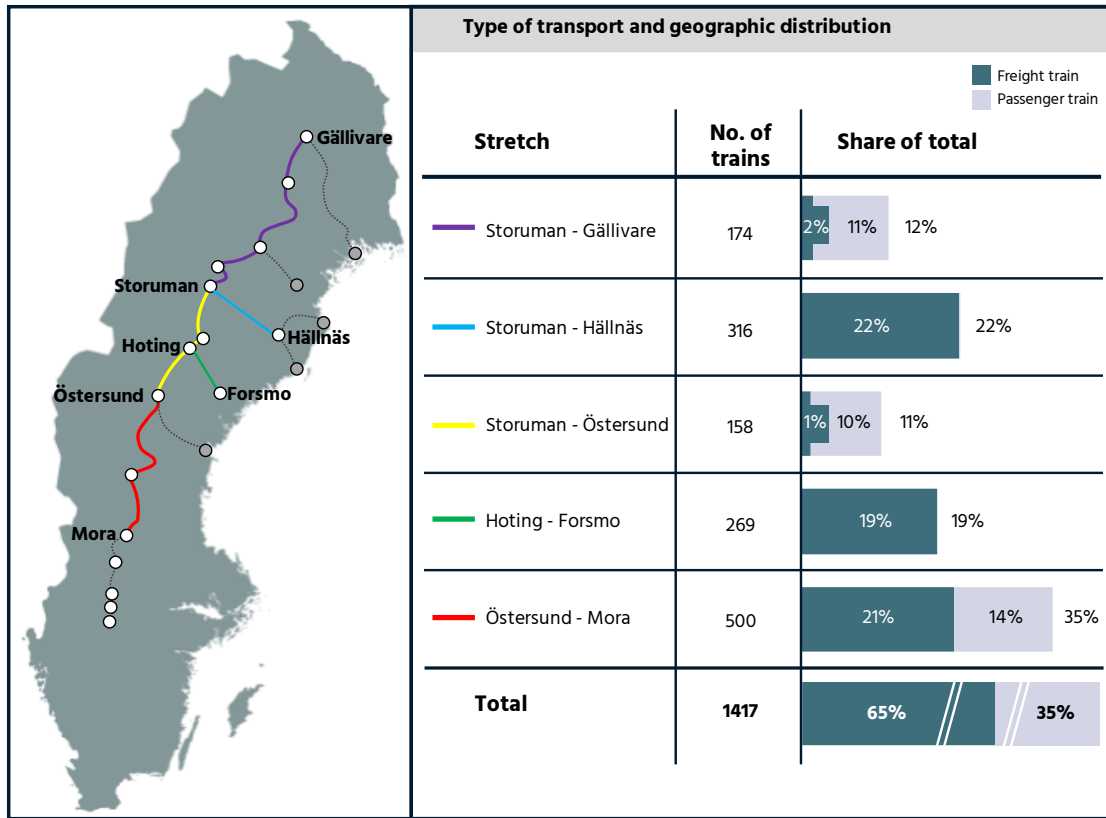 Gällivare
Storuman
Hällnäs
Hoting
Östersund
Forsmo
Mora
Type of transport and geographic distribution
Freight train
Passenger train
Stretch
No. of
trains
Share of total
Storuman - Gällivare
174
2%
11%
12%
Storuman - Hällnäs
316
22%
22%
Storuman - Östersund
158
1%
10%
11%
Hoting - Forsmo
269
19%
19%
Östersund - Mora
500
21%
14%
35%
Total
1417
65%
35%